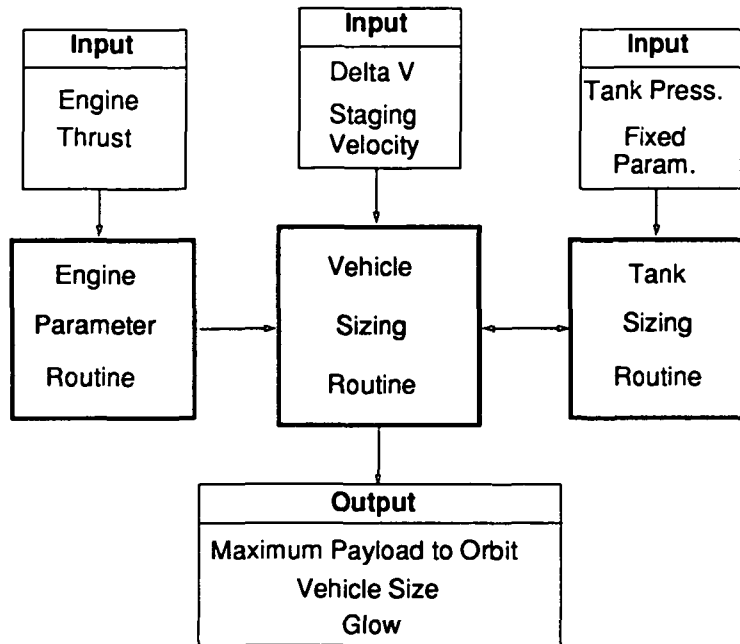 Input
Engine
Thrust
Input
Delta V
Staging
Velocity
Input
Tank Press.
Fixed
Param.
Engine
Parameter
Routine
Vehicle
Sizing
Routine
Tank
Sizing
Routine
Output
Maximum Payload to Orbit
Vehicle Size
Glow